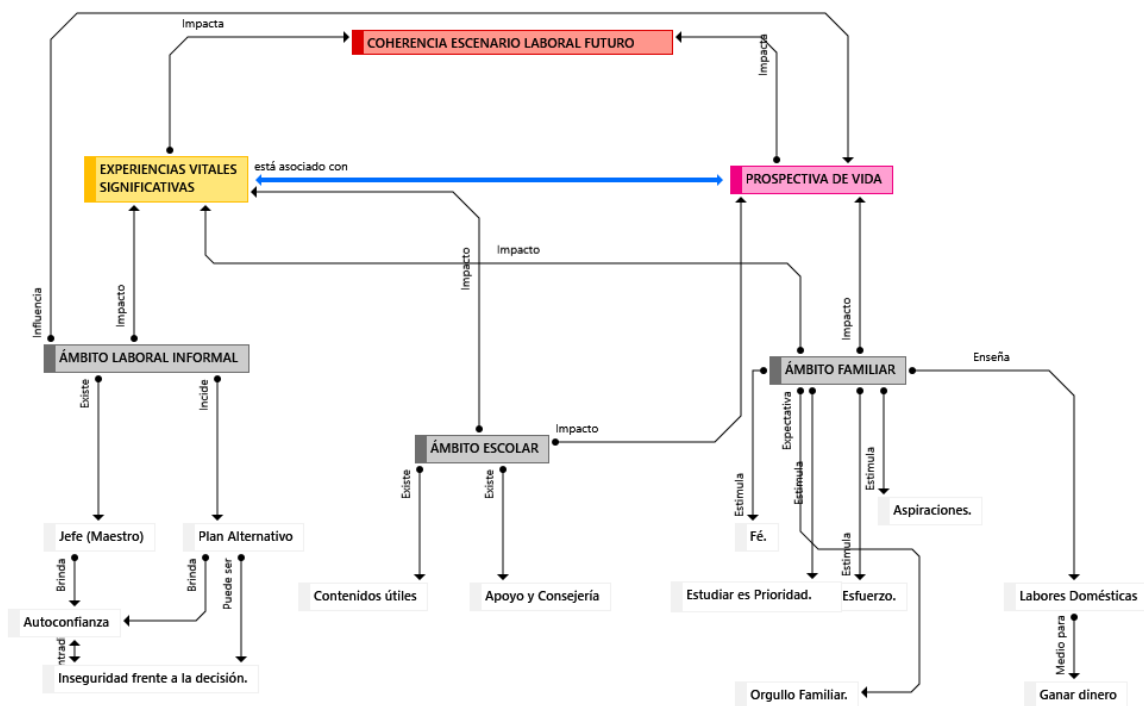 Impacta
COHERENCIA ESCENARIO LABORAL FUTURO
Impacta
EXPERIENCIAS VITALES
SIGNIFICATIVAS
está asociado con
PROSPECTIVA DE VIDA
Impacto
Impacto
Influencia
Impacto
Impacto
ÁMBITO LABORAL INFORMAL
ÁMBITO FAMILIAR
Enseña
Existe
Incide
Expectativa
Impacto
ÁMBITO ESCOLAR
Existe
Existe
Estimula
Estimula
Estimula
Estimula
Aspiraciones.
Jefe (Maestro)
Plan Alternativo
Fé.
Brinda
Brinda
Puede ser
Contenidos útiles
Apoyo y Consejería
Estudiar es Prioridad.
Esfuerzo.
Labores Domésticas
Autoconfianza
Medio para
Inseguridad frente a la decisión.
Orgullo Familiar.
Ganar dinero